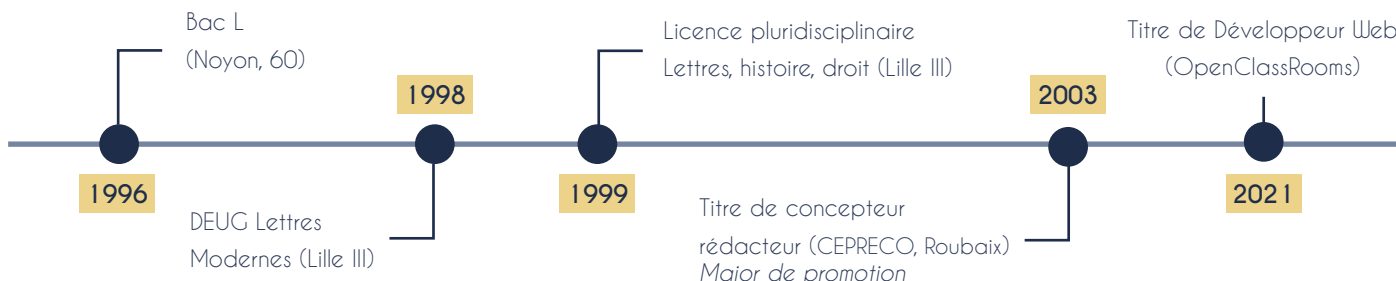 Bac L
(Noyon, 60)
1996
1998
DEUG Lettres
Modernes (Lille III)
Licence pluridisciplinaire
Lettres, histoire, droit (Lille III)
1999
2003
Titre de concepteur
rédacteur (CEPRECO, Roubaix)
Major de promotion
Titre de Développeur Web
(OpenClassRooms)
2021